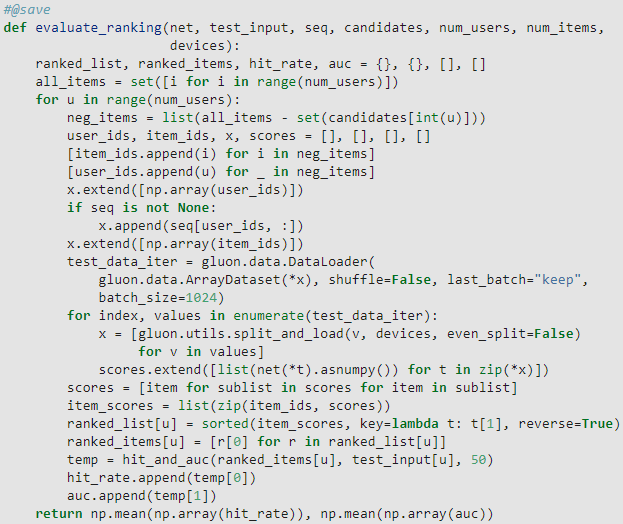 #@save
def evaluate_ranking(net, test_input, seq, candidates, num_users, num_items,
                     devices):
    ranked_list, ranked_items, hit_rate, auc = {}, {}, [], []
    all_items = set([i for i in range(num_users)])
    for u in range(num_users):
        neg_items = list(all_items - set(candidates[int(u)]))
        user_ids, item_ids, x, scores = [], [], [], []
        [item_ids.append(i) for i in neg_items]
        [user_ids.append(u) for _ in neg_items]
        x.extend([np.array(user_ids)])
        if seq is not None:
            x.append(seq[user_ids, :])
        x.extend([np.array(item_ids)])
        test_data_iter = gluon.data.DataLoader(
            gluon.data.ArrayDataset(*x), shuffle=False, last_batch="keep",
            batch_size=1024)
        for index, values in enumerate(test_data_iter):
            x = [gluon.utils.split_and_load(v, devices, even_split=False)
                 for v in values]
            scores.extend([list(net(*t).asnumpy()) for t in zip(*x)])
        scores = [item for sublist in scores for item in sublist]
        item_scores = list(zip(item_ids, scores))
        ranked_list[u] = sorted(item_scores, key=lambda t: t[1], reverse=True)
        ranked_items[u] = [r[0] for r in ranked_list[u]]
        temp = hit_and_auc(ranked_items[u], test_input[u], 50)
        hit_rate.append(temp[0])
        auc.append(temp[1])
    return np.mean(np.array(hit_rate)), np.mean(np.array(auc))